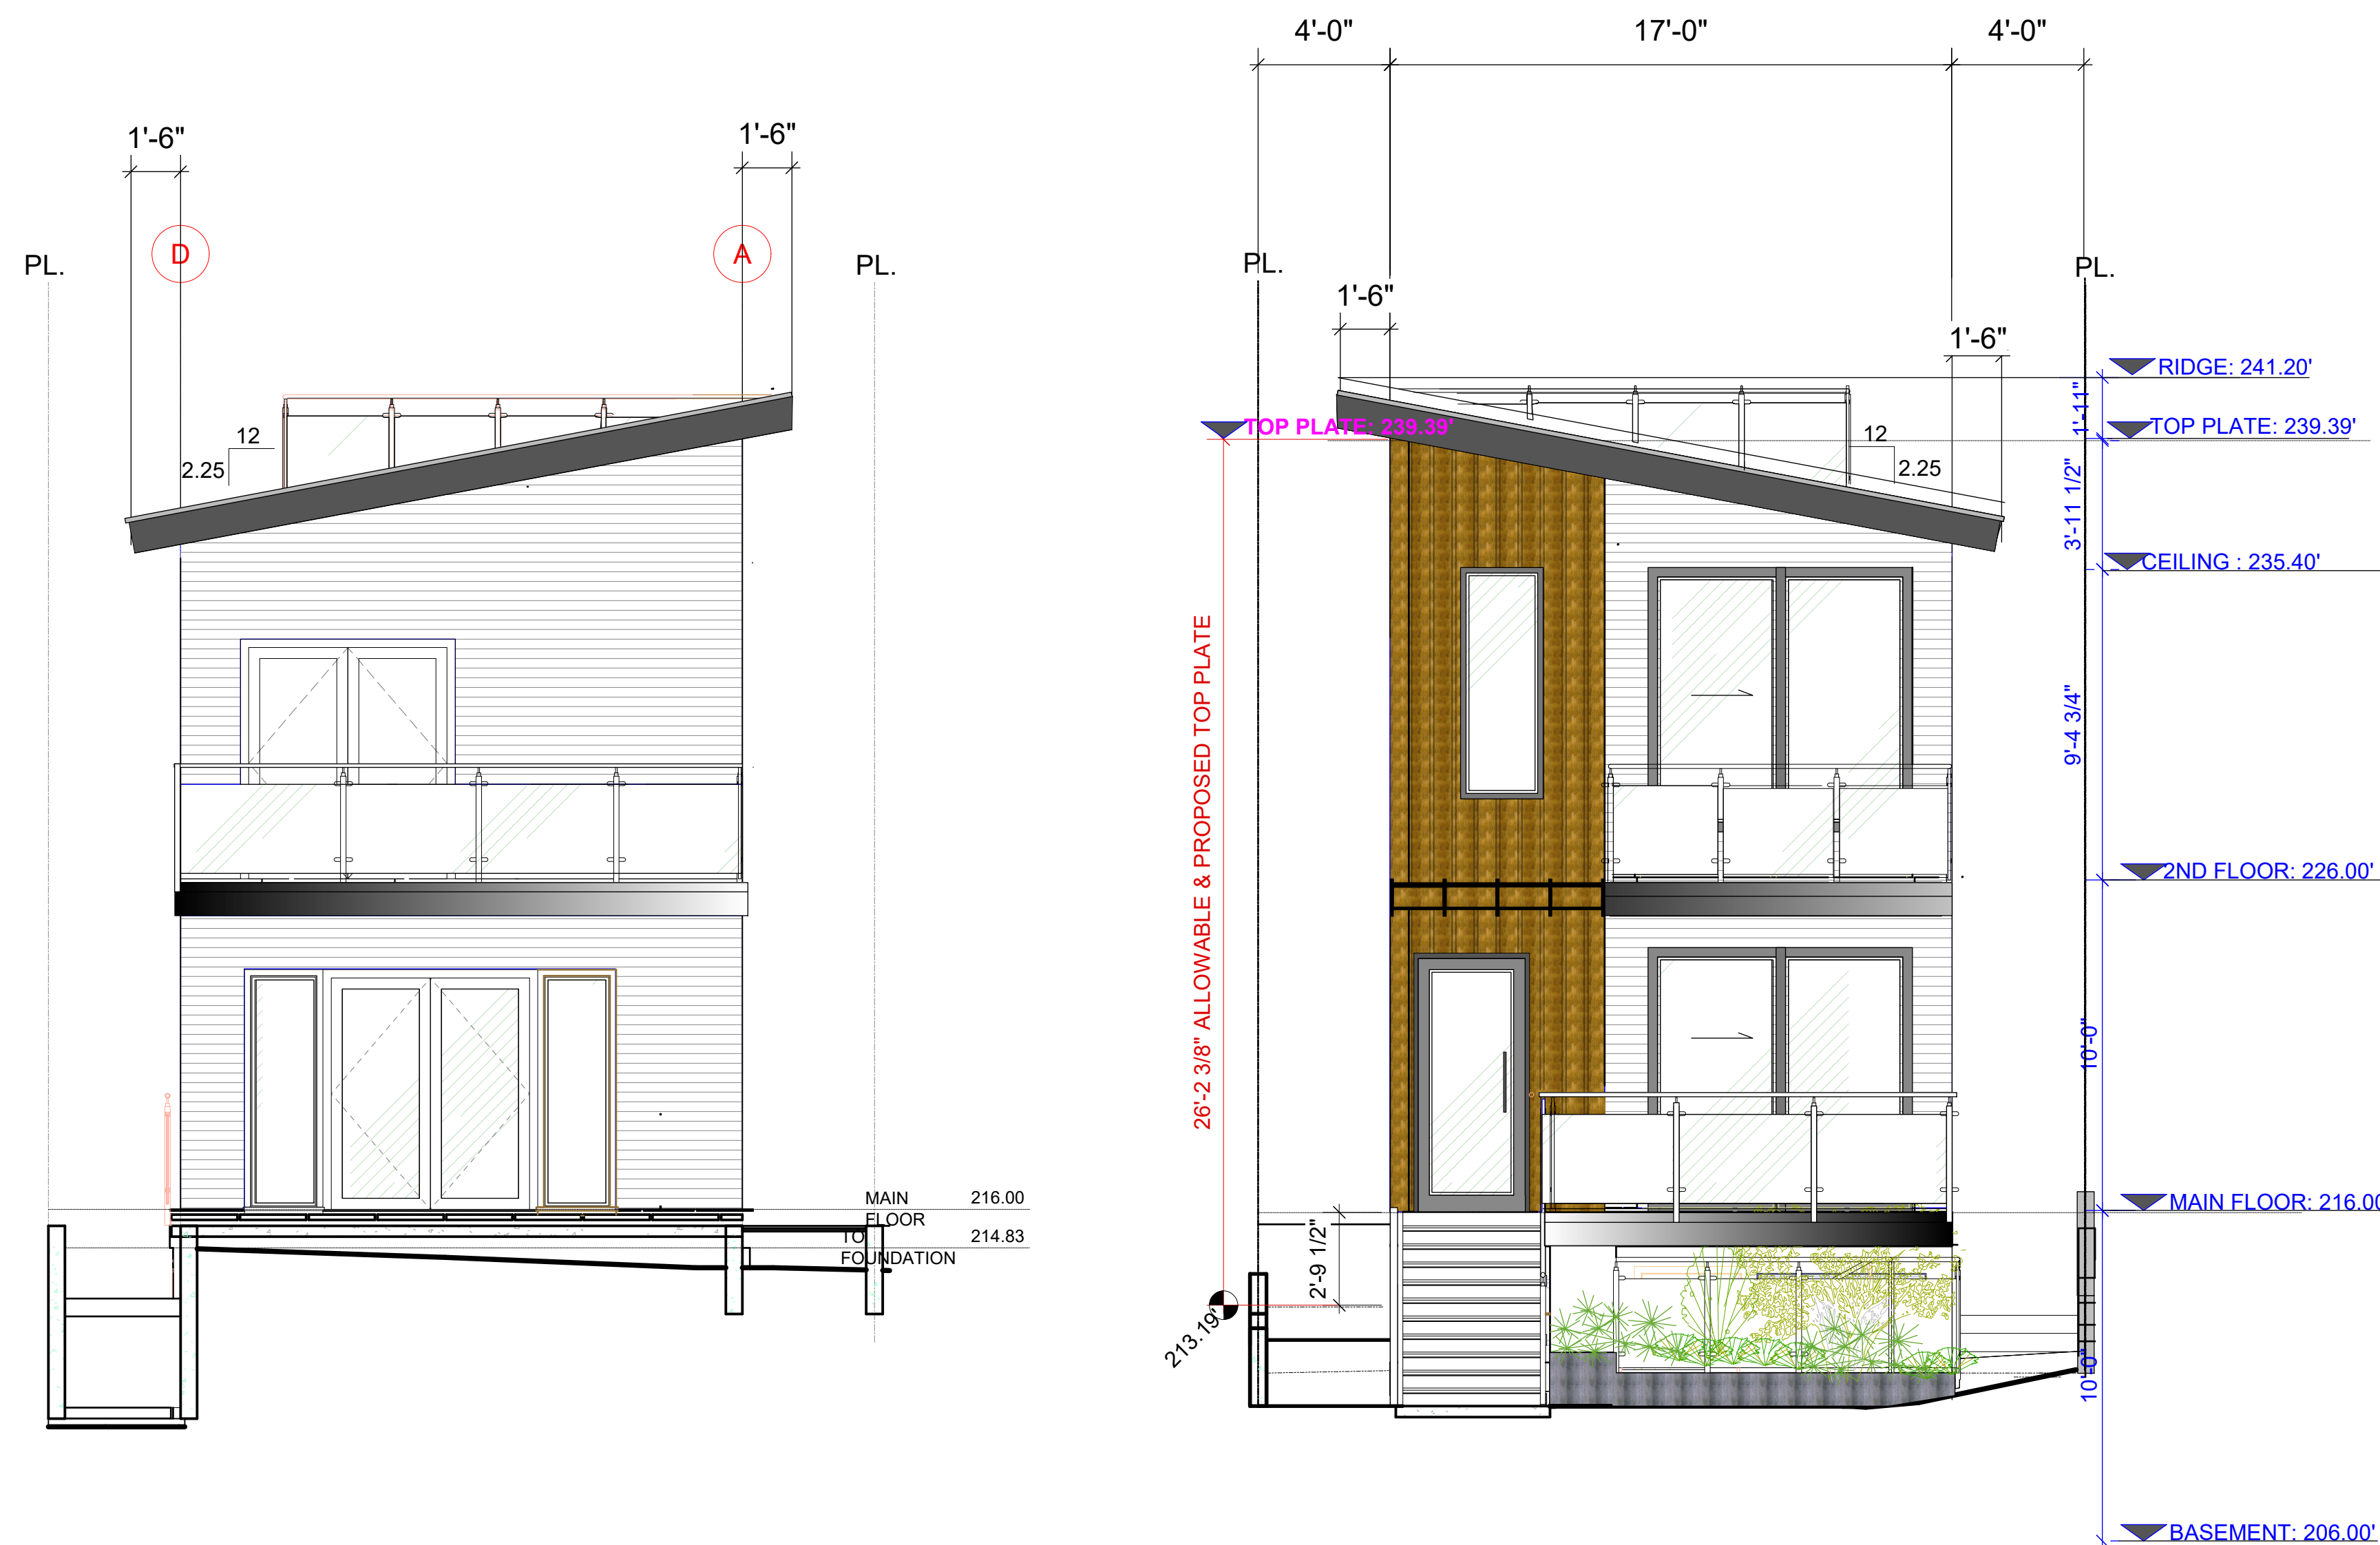 4'-0"
17'-0"
4'-0"
1'-6"
1'-6"
D
A
PL.
PL.
PL.
PL.
1'-6"
1'-6"
RIDGE: 241.20'
1'-11"
TOP PLATE: 239.39'
TOP PLATE: 239.39'
12
2.25
12
2.25
3'-11 1/2"
CEILING : 235.40'
26'-2 3/8" ALLOWABLE & PROPOSED TOP PLATE
9'-4 3/4"
2ND FLOOR: 226.00'
10'-0"
MAIN
FLOOR
216.00
TO
FOUNDATION
214.83
MAIN FLOOR: 216.00
2'-9 1/2"
213.19'
10'-0"
BASEMENT: 206.00'